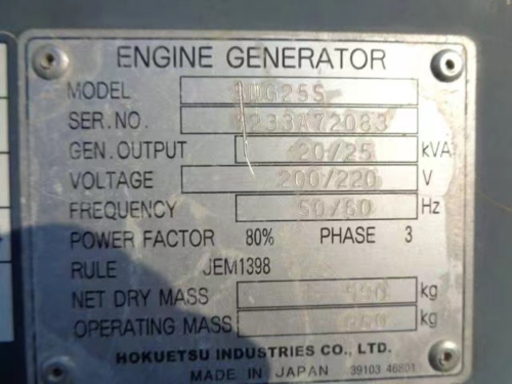 ENGINE GENERATOR
MODEL
SER.NO.
GEN.OUTPUT 20/25 kVA
VOLTAGE 200/220 V
FREQUENCY 50/60 Hz
POWER FACTOR 80% PHASE 3
RULE JEM1398
NET DRY MASS kg
OPERATING MASS kg
HOKUETSU INDUSTRIES CO., LTD.
MADE IN JAPAN 39103 46801